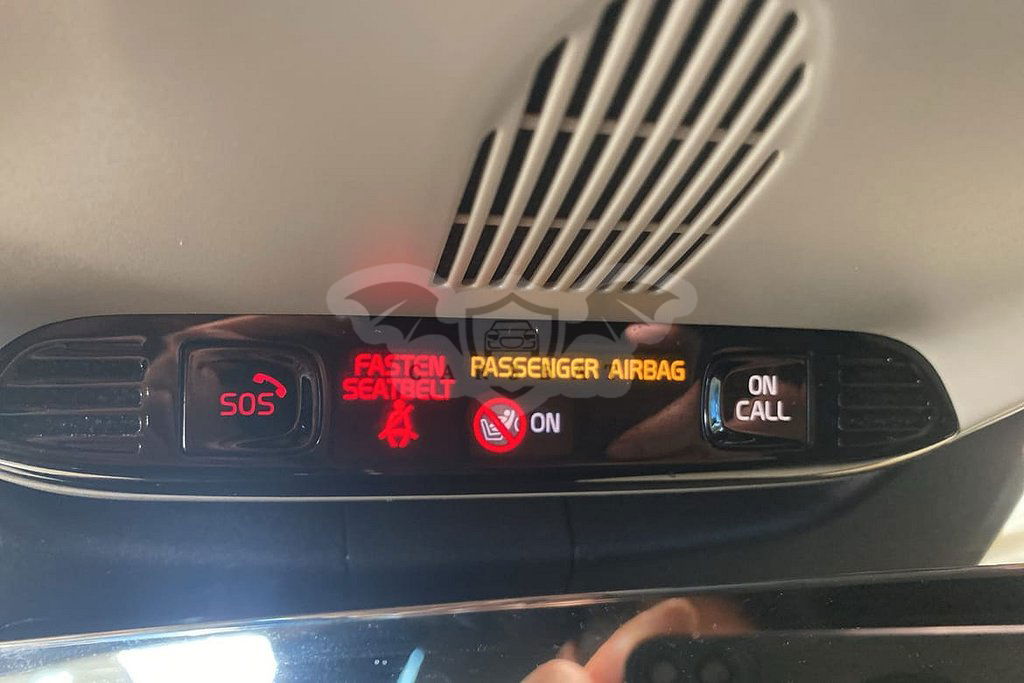 SOS
FASTEN
SEATBELT
PASSENGER AIRBAG
ON
ON
CALL